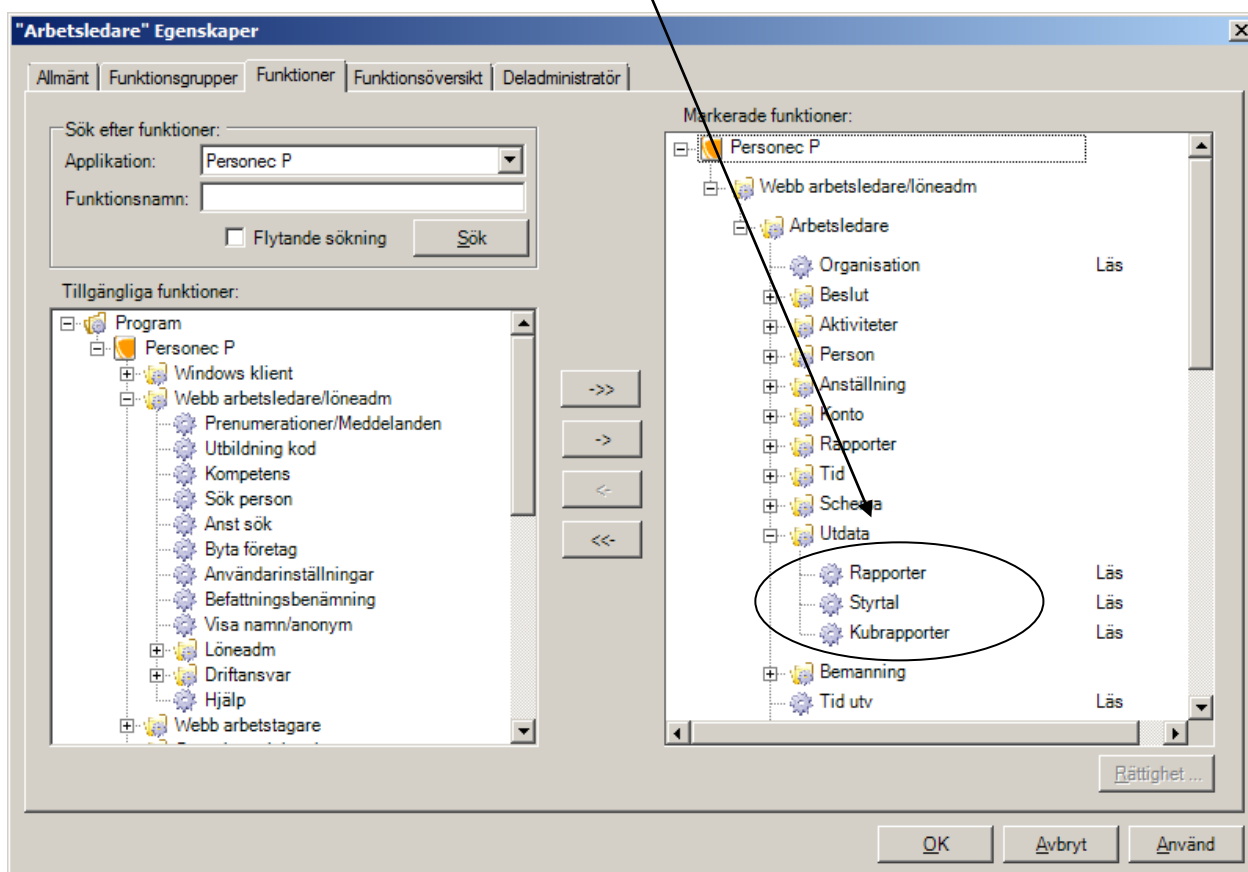 "Arbetsledare" Egenskaper
Allmänt Funktionsgrupper Funktioner Funktionsöversikt Deladministratör
Sök efter funktioner:
Applikation: Personec P
Funktionsnamn:
Flytande sökning Sök
Tillgängliga funktioner:
Program
Personec P
Windows klient
Webb arbetsledare/löneadm
Prenumerationer/Meddelanden
Utbildning kod
Kompetens
Sök person
Anst sök
Byta företag
Användarinställningar
Befattningsbenämning
Visa namn/anonym
Löneadm
Driftansvar
Hjälp
Webb arbetstagare
->>
->
<-
<<-
Markerade funktioner:
Personec P
Webb arbetsledare/löneadm
Arbetsledare
Organisation Läs
Beslut
Aktiviteter
Person
Anställning
Konto
Rapporter
Tid
Schema
Utdata
Rapporter Läs
Styrtal Läs
Kubrapporter Läs
Bemanning
Tid utv Läs
Rättighet ...
OK Avbryt Använd